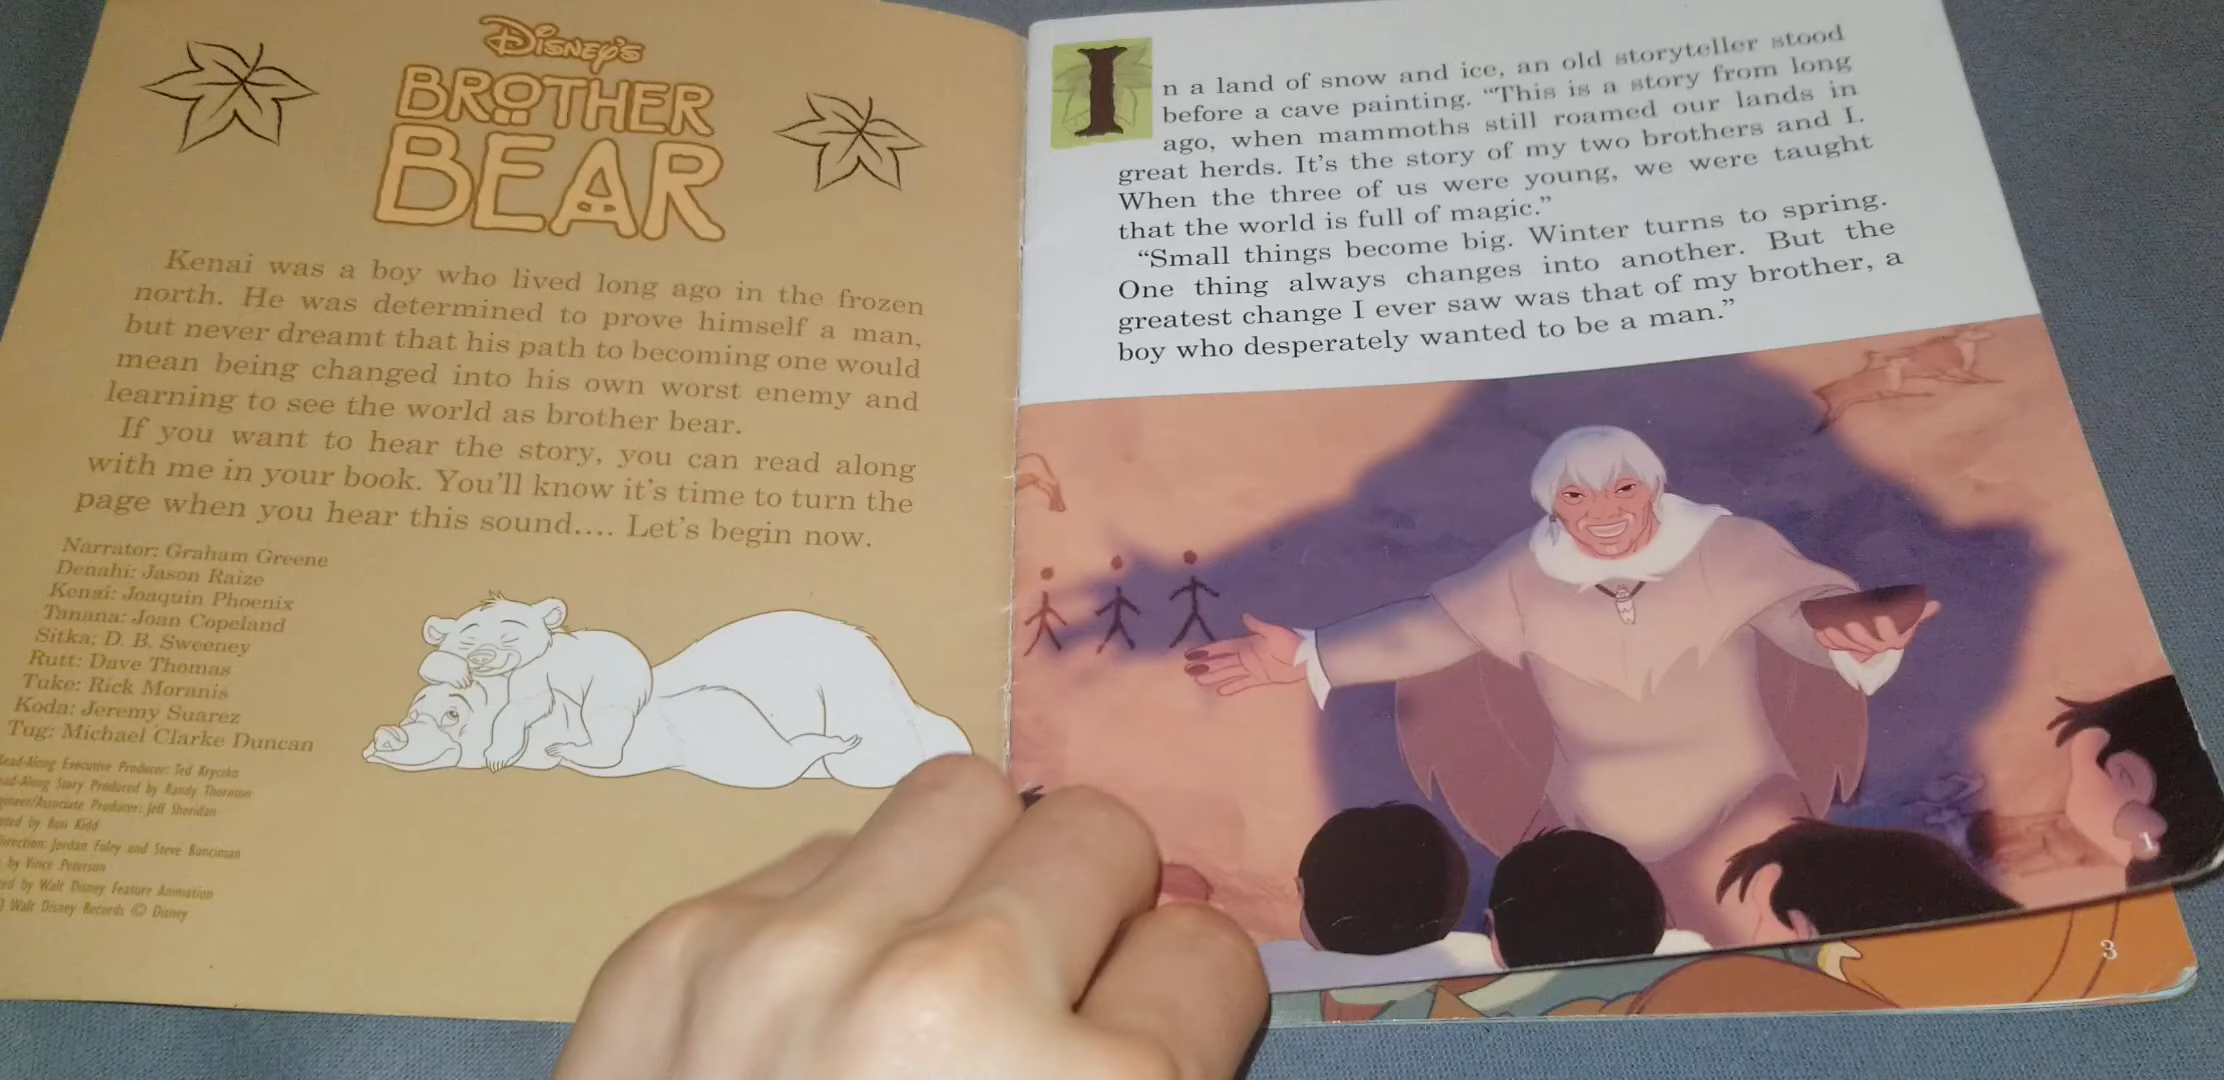 DISNEY'S
BROTHER
BEAR
Kenai was a boy who lived long ago in the frozen
north. He was determined to prove himself a man,
but never dreamt that his path to becoming one would
mean being changed into his own worst enemy and
learning to see the world as brother bear.
If you want to hear the story, you can read along
with me in your book. You'll know it's time to turn the
page when you hear this sound.... Let's begin now.
Narrator: Graham Greene
Denahi: Jason Raize
Kenai: Joaquin Phoenix
Tanana: Joan Copeland
Sitka: D. B. Sweeney
Rutt: Dave Thomas
Tuke: Rick Moranis
Koda: Jeremy Suarez
Tug: Michael Clarke Duncan
Executive Producer: Ted Kryczko
Story Produced by Randy Thornton
Producer: Jeff Sheridan
by Ron Kidd
Direction: Jordan Foley and Steve
by Vince Peterson
by Walt Disney Feature Animation
Walt Disney Records © Disney
In a land of snow and ice, an old storyteller stood
before a cave painting. “This is a story from long
ago, when mammoths still roamed our lands in
great herds. It's the story of my two brothers and I.
When the three of us were young, we were taught
that the world is full of magic.”
“Small things become big. Winter turns to spring.
One thing always changes into another. But the
greatest change I ever saw was that of my brother, a
boy who desperately wanted to be a man.”
1
3